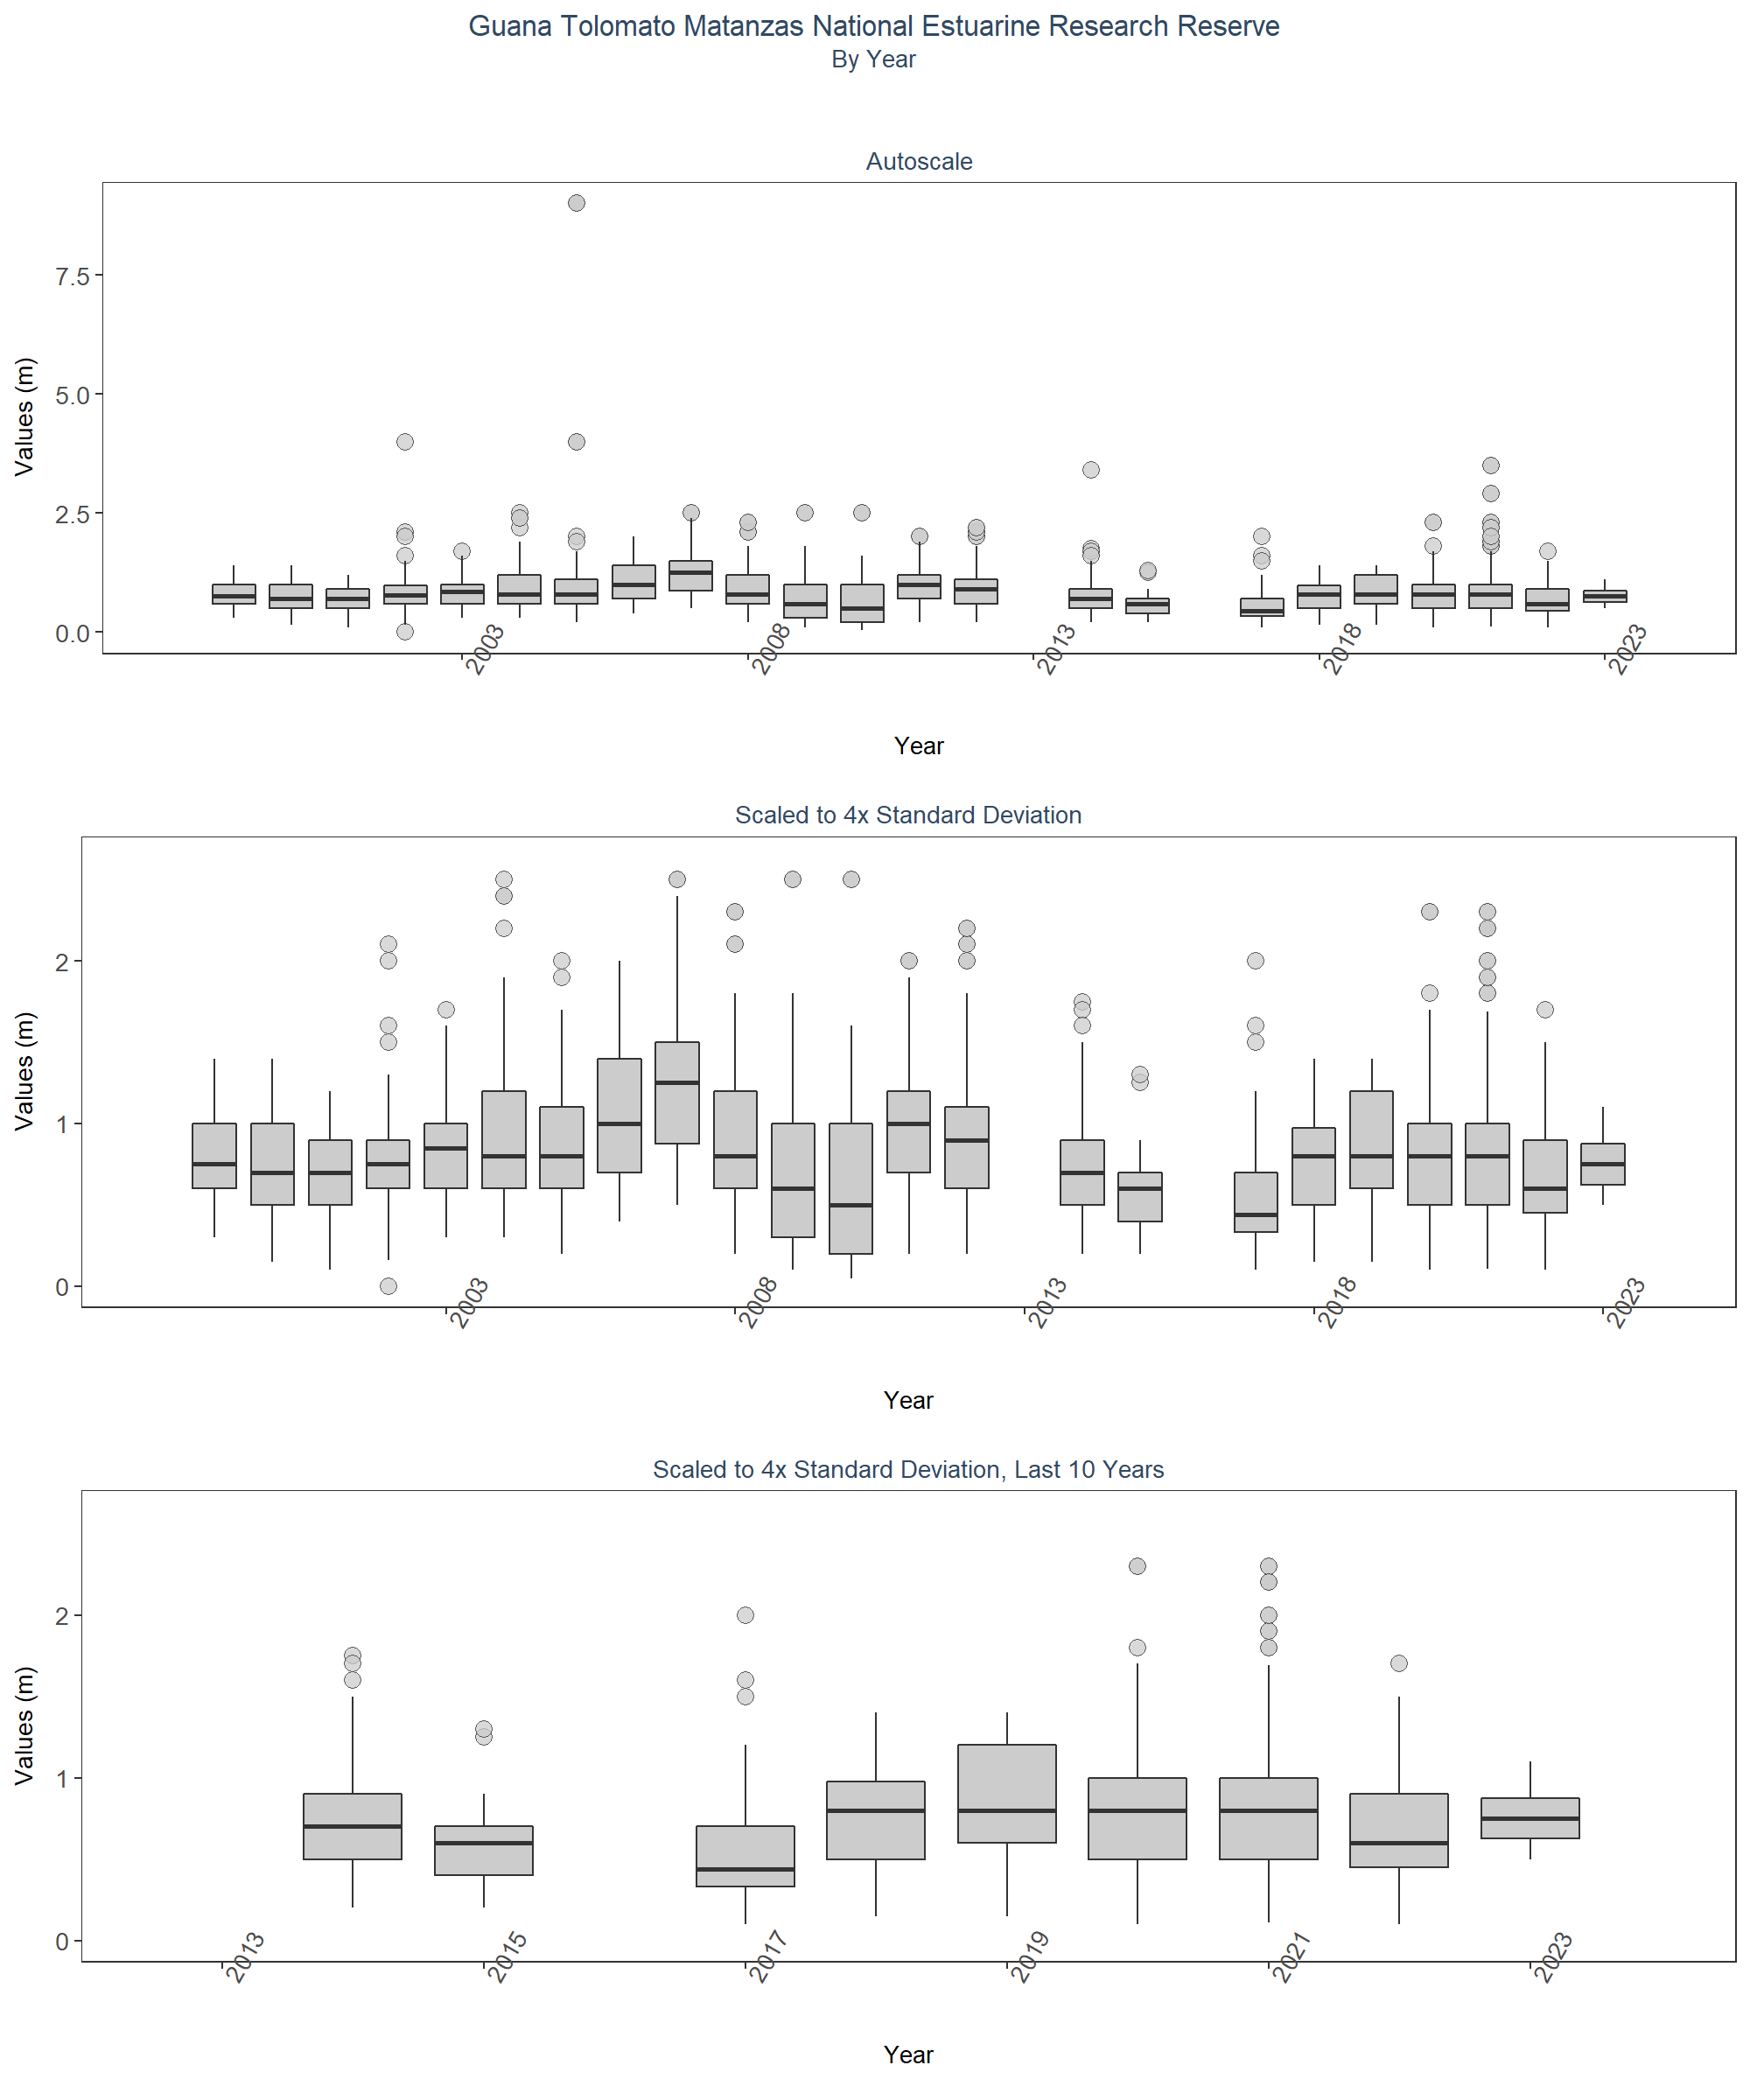 Guana Tolomato Matanzas National Estuarine Research Reserve
By Year
Autoscale
Values (m)
7.5
5.0
2.5
0.0
2003
2008
2013
2018
2023
Year
Scaled to 4x Standard Deviation
Values (m)
2
1
0
2003
2008
2013
2018
2023
Year
Scaled to 4x Standard Deviation, Last 10 Years
Values (m)
2
1
0
2013
2015
2017
2019
2021
2023
Year